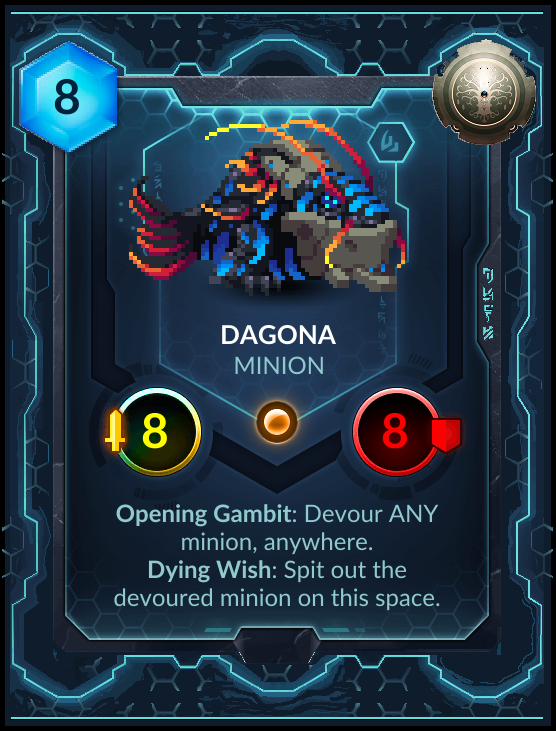 8
DAGONA
MINION
8
8
Opening Gambit: Devour ANY
minion, anywhere.
Dying Wish: Spit out the
devoured minion on this space.